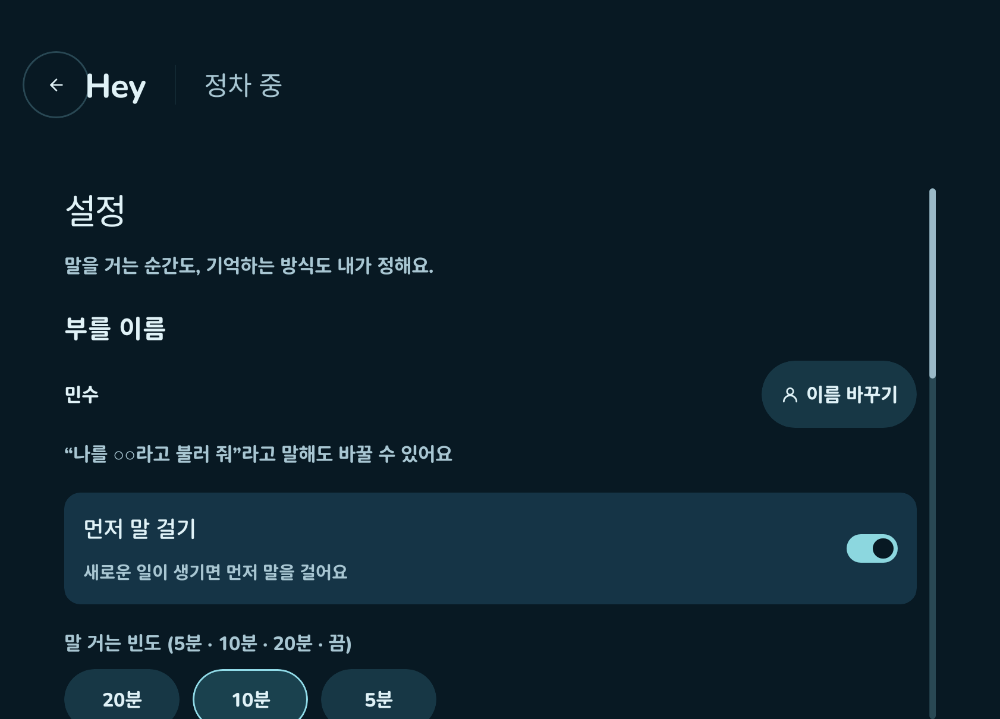 Hey
정차 중
설정
말을 거는 순간도, 기억하는 방식도 내가 정해요.
부를 이름
민수
이름 바꾸기
“나를 ○○라고 불러 줘”라고 말해도 바꿀 수 있어요
먼저 말 걸기
새로운 일이 생기면 먼저 말을 걸어요
말 거는 빈도 (5분 · 10분 · 20분 · 끔)
20분
10분
5분